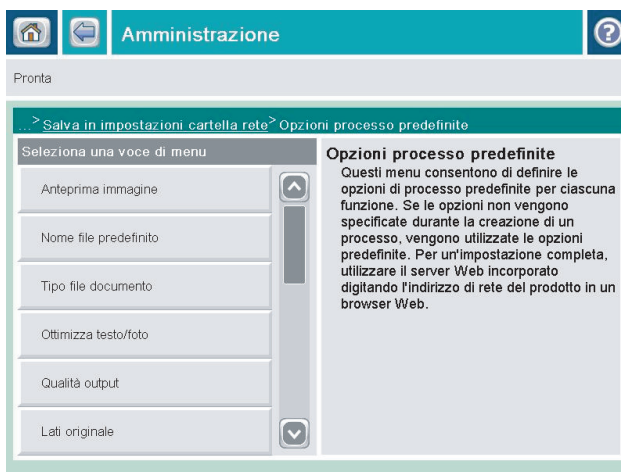 Amministrazione
Pronta
...> Salva in impostazioni cartella rete> Opzioni processo predefinite
Seleziona una voce di menu
Anteprima immagine
Nome file predefinito
Tipo file documento
Ottimizza testo/foto
Qualità output
Lati originale
Opzioni processo predefinite
Questi menu consentono di definire le
opzioni di processo predefinite per ciascuna
funzione. Se le opzioni non vengono
specificate durante la creazione di un
processo, vengono utilizzate le opzioni
predefinite. Per un'impostazione completa,
utilizzare il server Web incorporato
digitando l'indirizzo di rete del prodotto in un
browser Web.